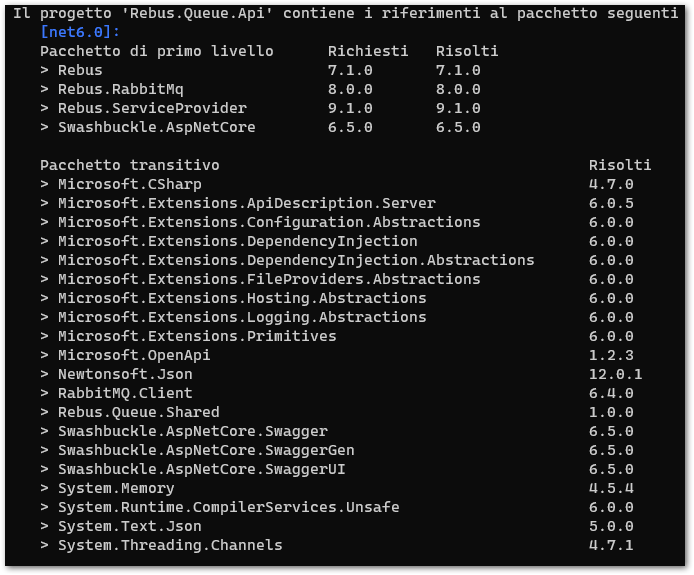 Il progetto 'Rebus.Queue.Api' contiene i riferimenti al pacchetto seguenti
[net6.0]:
Pacchetto di primo livello Richiesti Risolti
> Rebus 7.1.0 7.1.0
> Rebus.RabbitMq 8.0.0 8.0.0
> Rebus.ServiceProvider 9.1.0 9.1.0
> Swashbuckle.AspNetCore 6.5.0 6.5.0
Pacchetto transitivo Risolti
> Microsoft.CSharp 4.7.0
> Microsoft.Extensions.ApiDescription.Server 6.0.5
> Microsoft.Extensions.Configuration.Abstractions 6.0.0
> Microsoft.Extensions.DependencyInjection 6.0.0
> Microsoft.Extensions.DependencyInjection.Abstractions 6.0.0
> Microsoft.Extensions.FileProviders.Abstractions 6.0.0
> Microsoft.Extensions.Hosting.Abstractions 6.0.0
> Microsoft.Extensions.Logging.Abstractions 6.0.0
> Microsoft.Extensions.Primitives 6.0.0
> Microsoft.OpenApi 1.2.3
> Newtonsoft.Json 12.0.1
> RabbitMQ.Client 6.4.0
> Rebus.Queue.Shared 1.0.0
> Swashbuckle.AspNetCore.Swagger 6.5.0
> Swashbuckle.AspNetCore.SwaggerGen 6.5.0
> Swashbuckle.AspNetCore.SwaggerUI 6.5.0
> System.Memory 4.5.4
> System.Runtime.CompilerServices.Unsafe 6.0.0
> System.Text.Json 5.0.0
> System.Threading.Channels 4.7.1